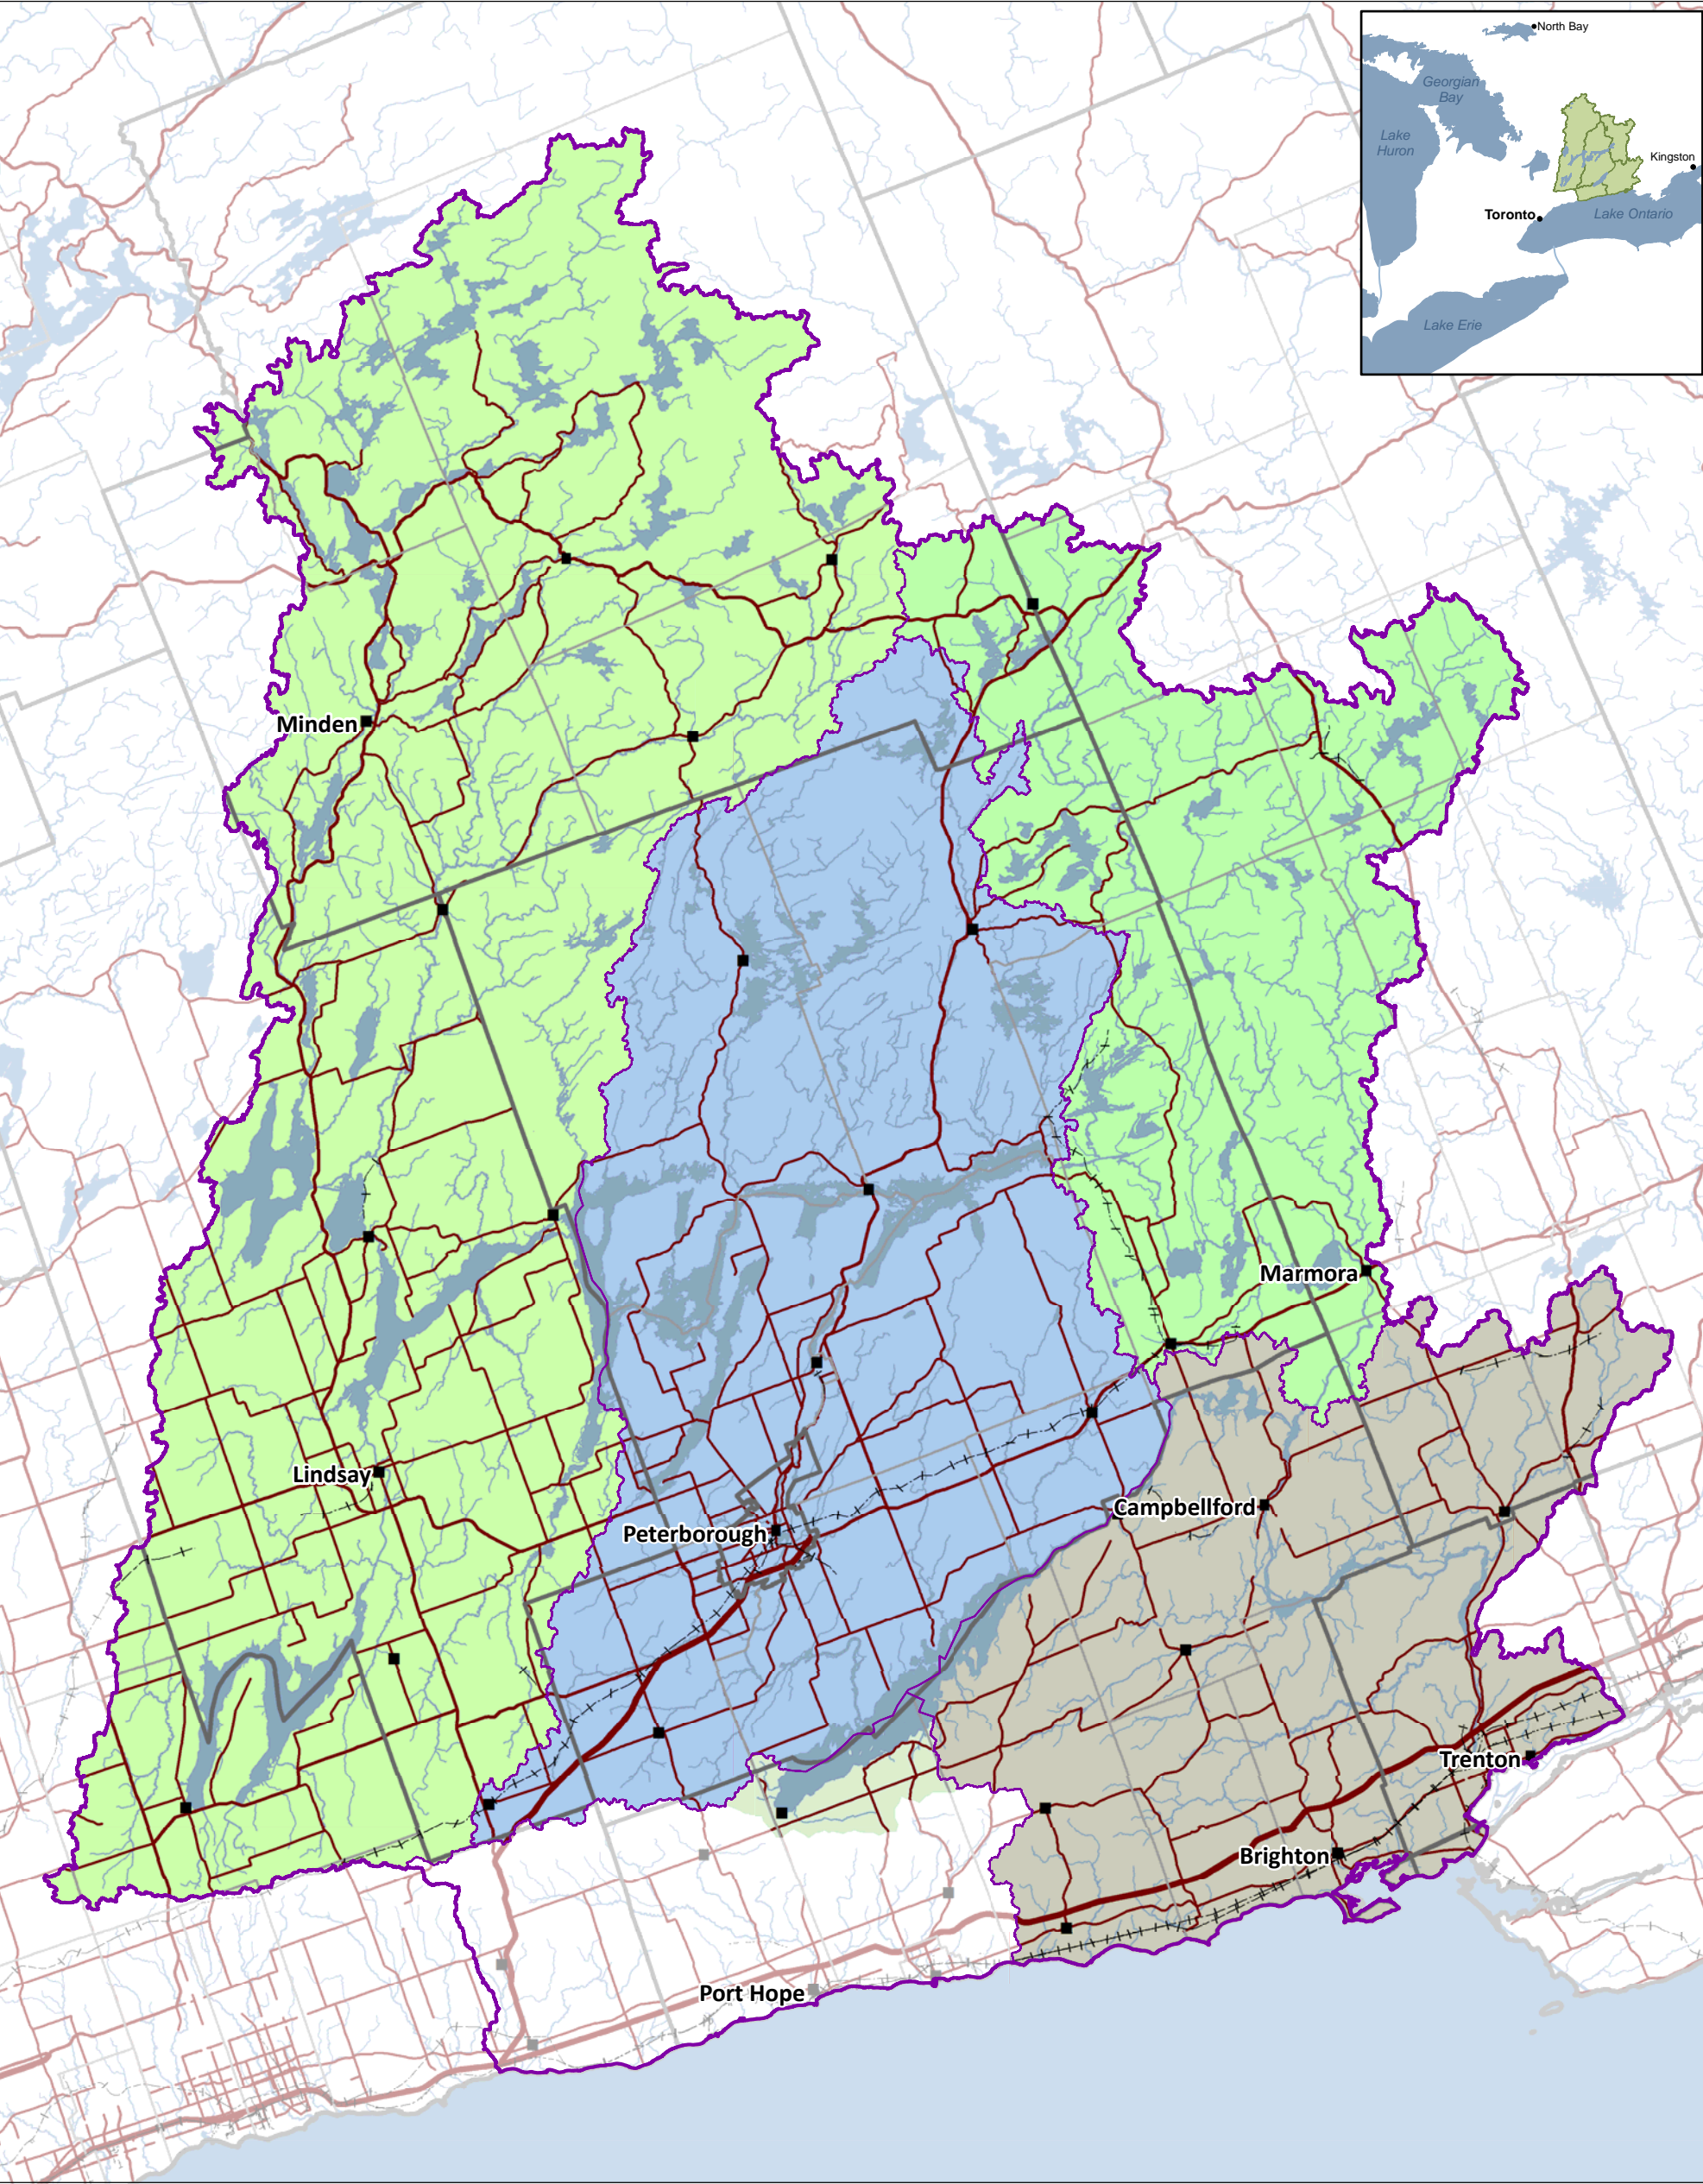 North Bay
Georgian
Bay
Lake
Huron
Kingston
Toronto
Lake Ontario
Lake Erie
Minden
Marmora
Lindsay
Campbellford
Peterborough
Trenton
Brighton
Port Hope